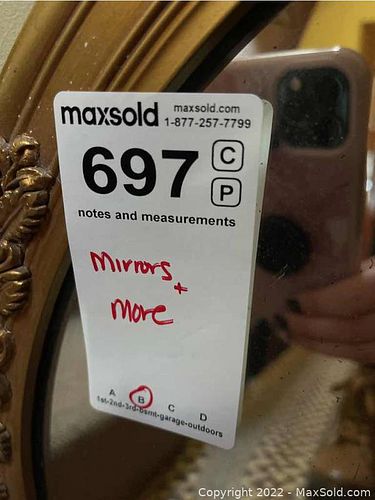 maxsold maxsold.com
1-877-257-7799
697 C
P
notes and measurements
Mirrors +
More
A B C D
1st-2nd-3rd-bsmt-garage-outdoors
Copyright 2022 - MaxSold.com